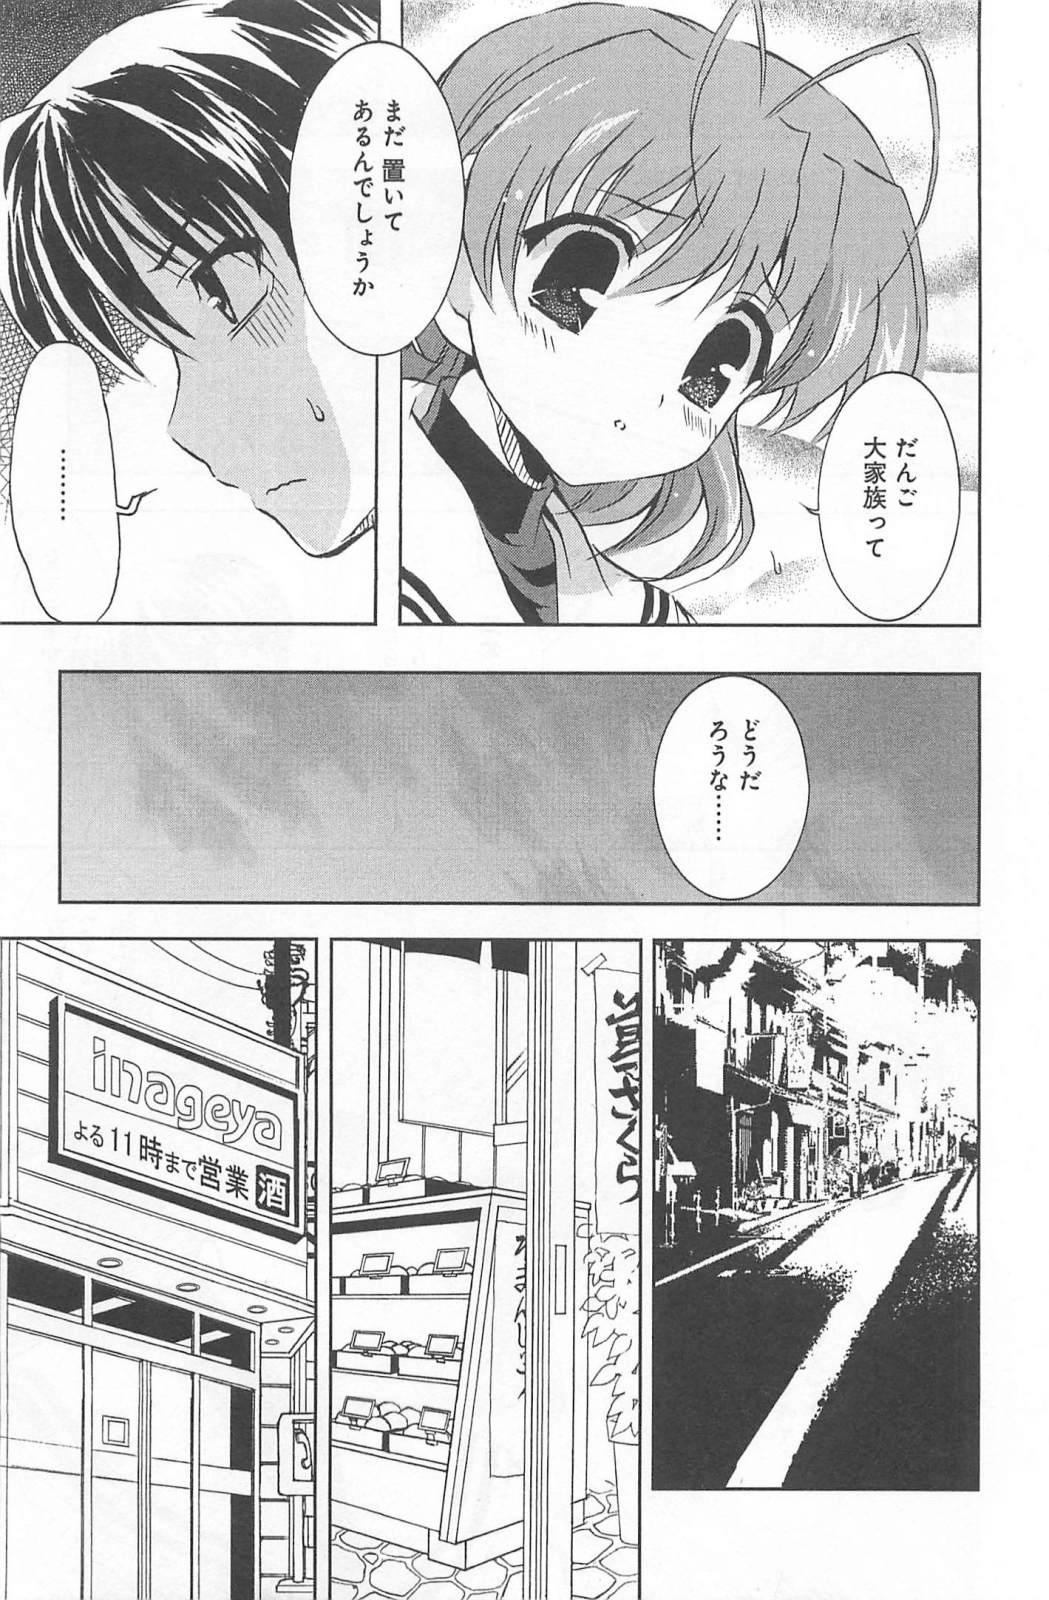 だんご
大家族って
まだ 置いて
あるんでしょうか
………
どうだ
ろうな……
inageya
よる11時まで営業 酒